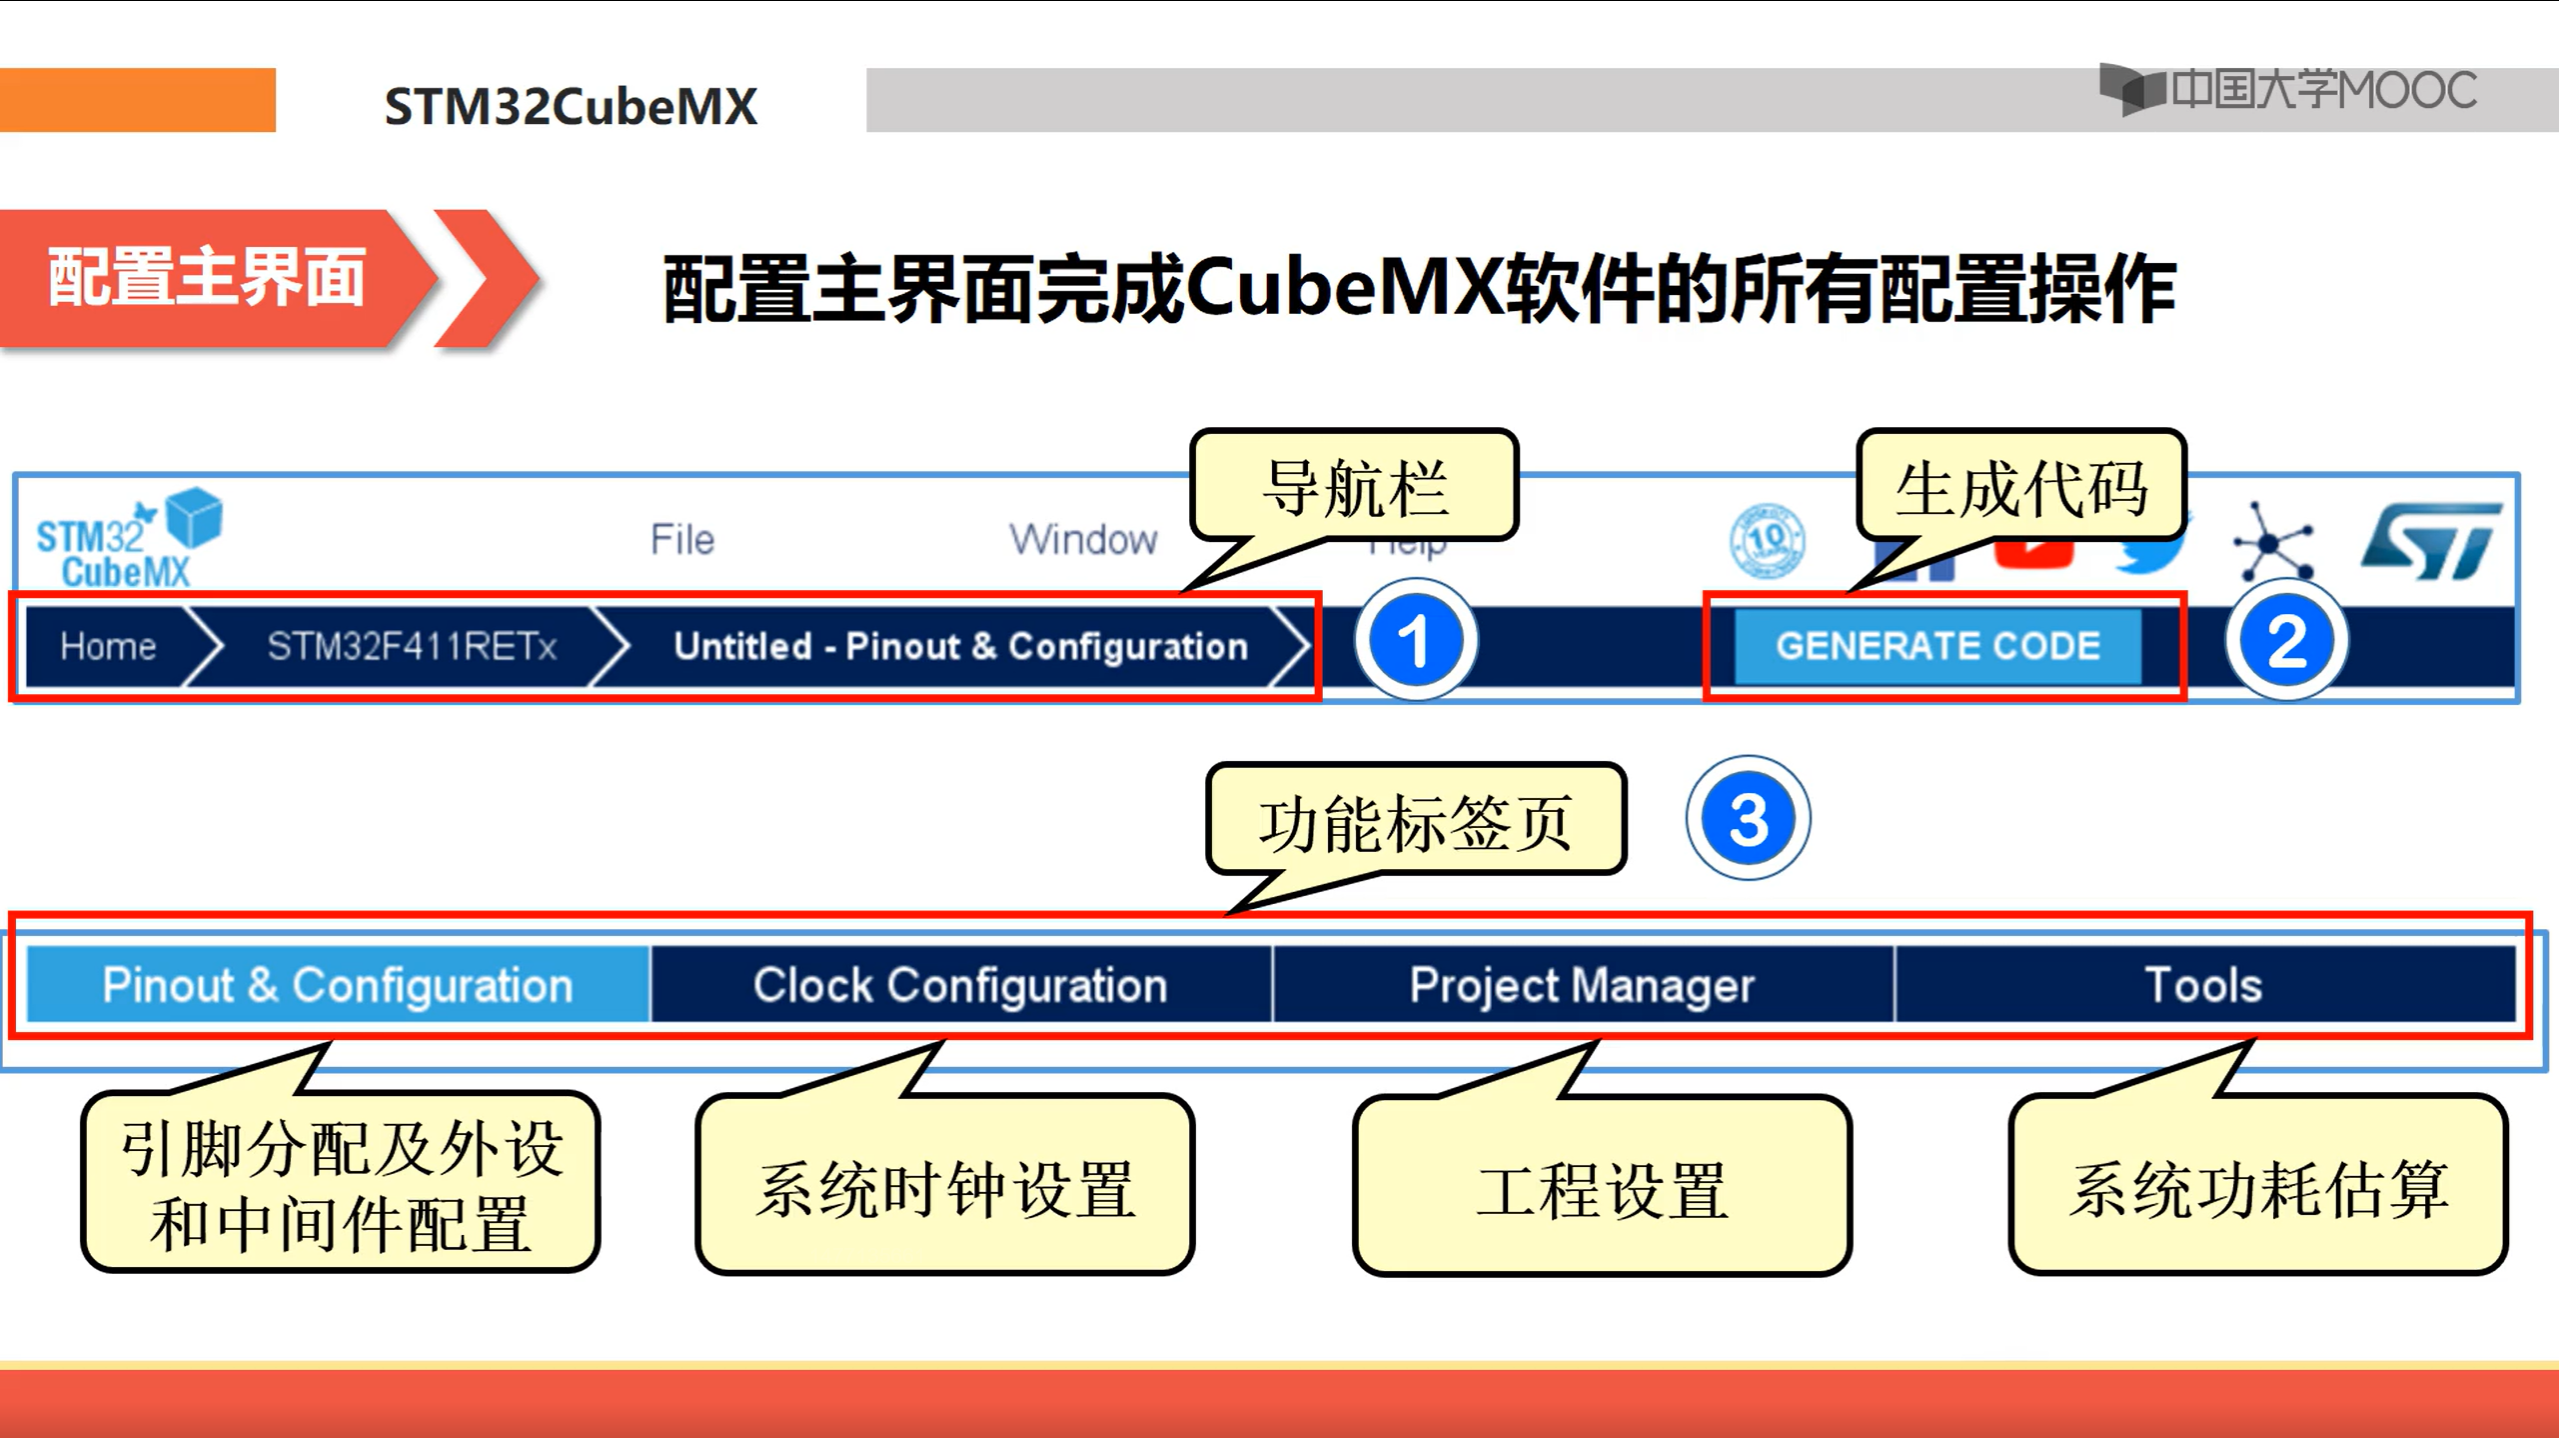 STM32CubeMX
中国大学MOOC
配置主界面
配置主界面完成CubeMX软件的所有配置操作
导航栏
生成代码
STM32
CubeMX
File
Window
Help
10
YEARS
ST
Home
STM32F411RETx
Untitled - Pinout & Configuration
1
GENERATE CODE
2
功能标签页
3
Pinout & Configuration
Clock Configuration
Project Manager
Tools
引脚分配及外设
和中间件配置
系统时钟设置
工程设置
系统功耗估算